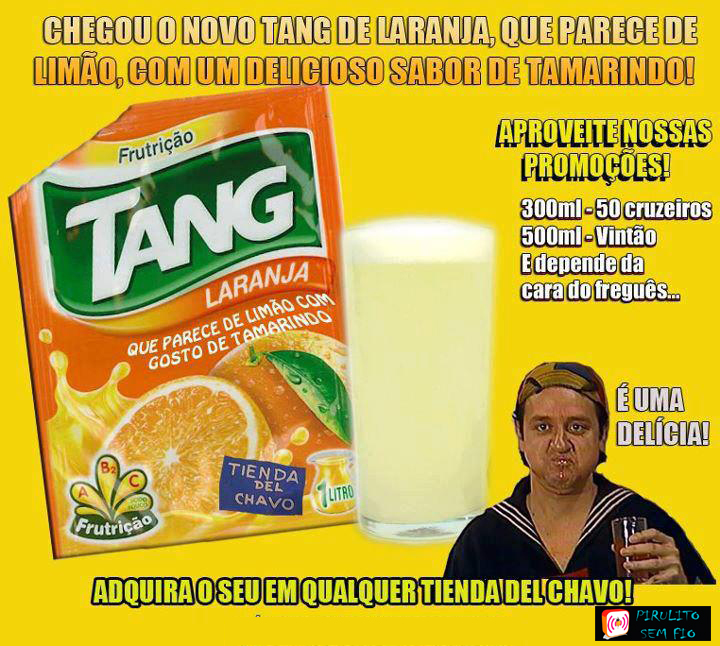 CHEGOU O NOVO TANG DE LARANJA, QUE PARECE DE
LIMÃO, COM UM DELICIOSO SABOR DE TAMARINDO!
APROVEITE NOSSAS
PROMOÇÕES!
300ml - 50 cruzeiros
500ml - Vintão
E depende da
cara do freguês...
Frutrição
TANG
LARANJA
QUE PARECE DE LIMÃO COM
GOSTO DE TAMARINDO
É UMA
DELÍCIA!
TIENDA
DEL
CHAVO
1 LITRO
A B2 C
Frutrição
ADQUIRA O SEU EM QUALQUER TIENDA DEL CHAVO!
PIRULITO
SEM FIO